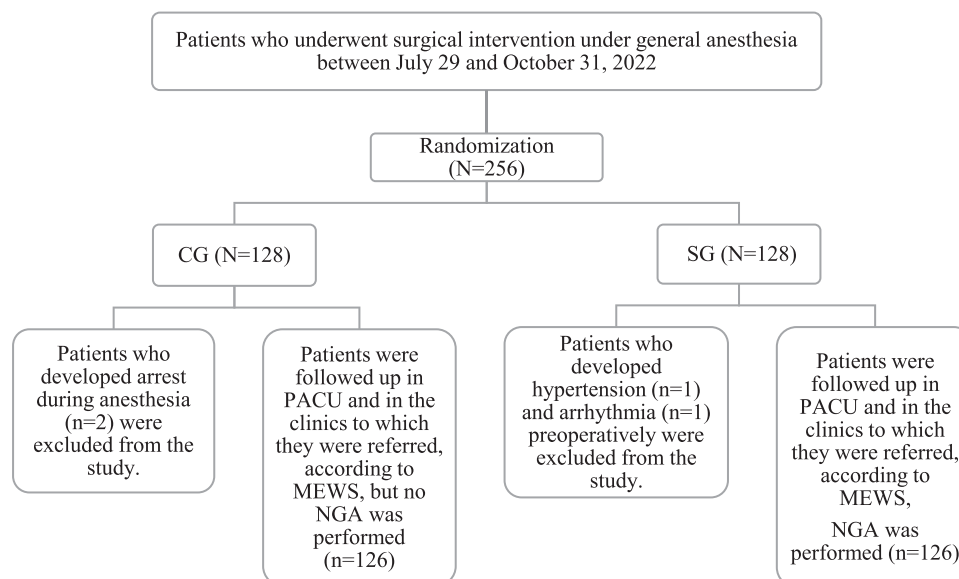 Patients who underwent surgical intervention under general anesthesia
between July 29 and October 31, 2022
Randomization
(N=256)
CG (N=128)
SG (N=128)
Patients who
developed arrest
during anesthesia
(n=2) were
excluded from the
study.
Patients were
followed up in
PACU and in the
clinics to which
they were referred,
according to
MEWS, but no
NGA was
performed
(n=126)
Patients who
developed
hypertension (n=1)
and arrhythmia (n=1)
preoperatively were
excluded from the
study.
Patients were
followed up in
PACU and in the
clinics to which
they were referred,
according to
MEWS,
NGA was
performed (n=126)